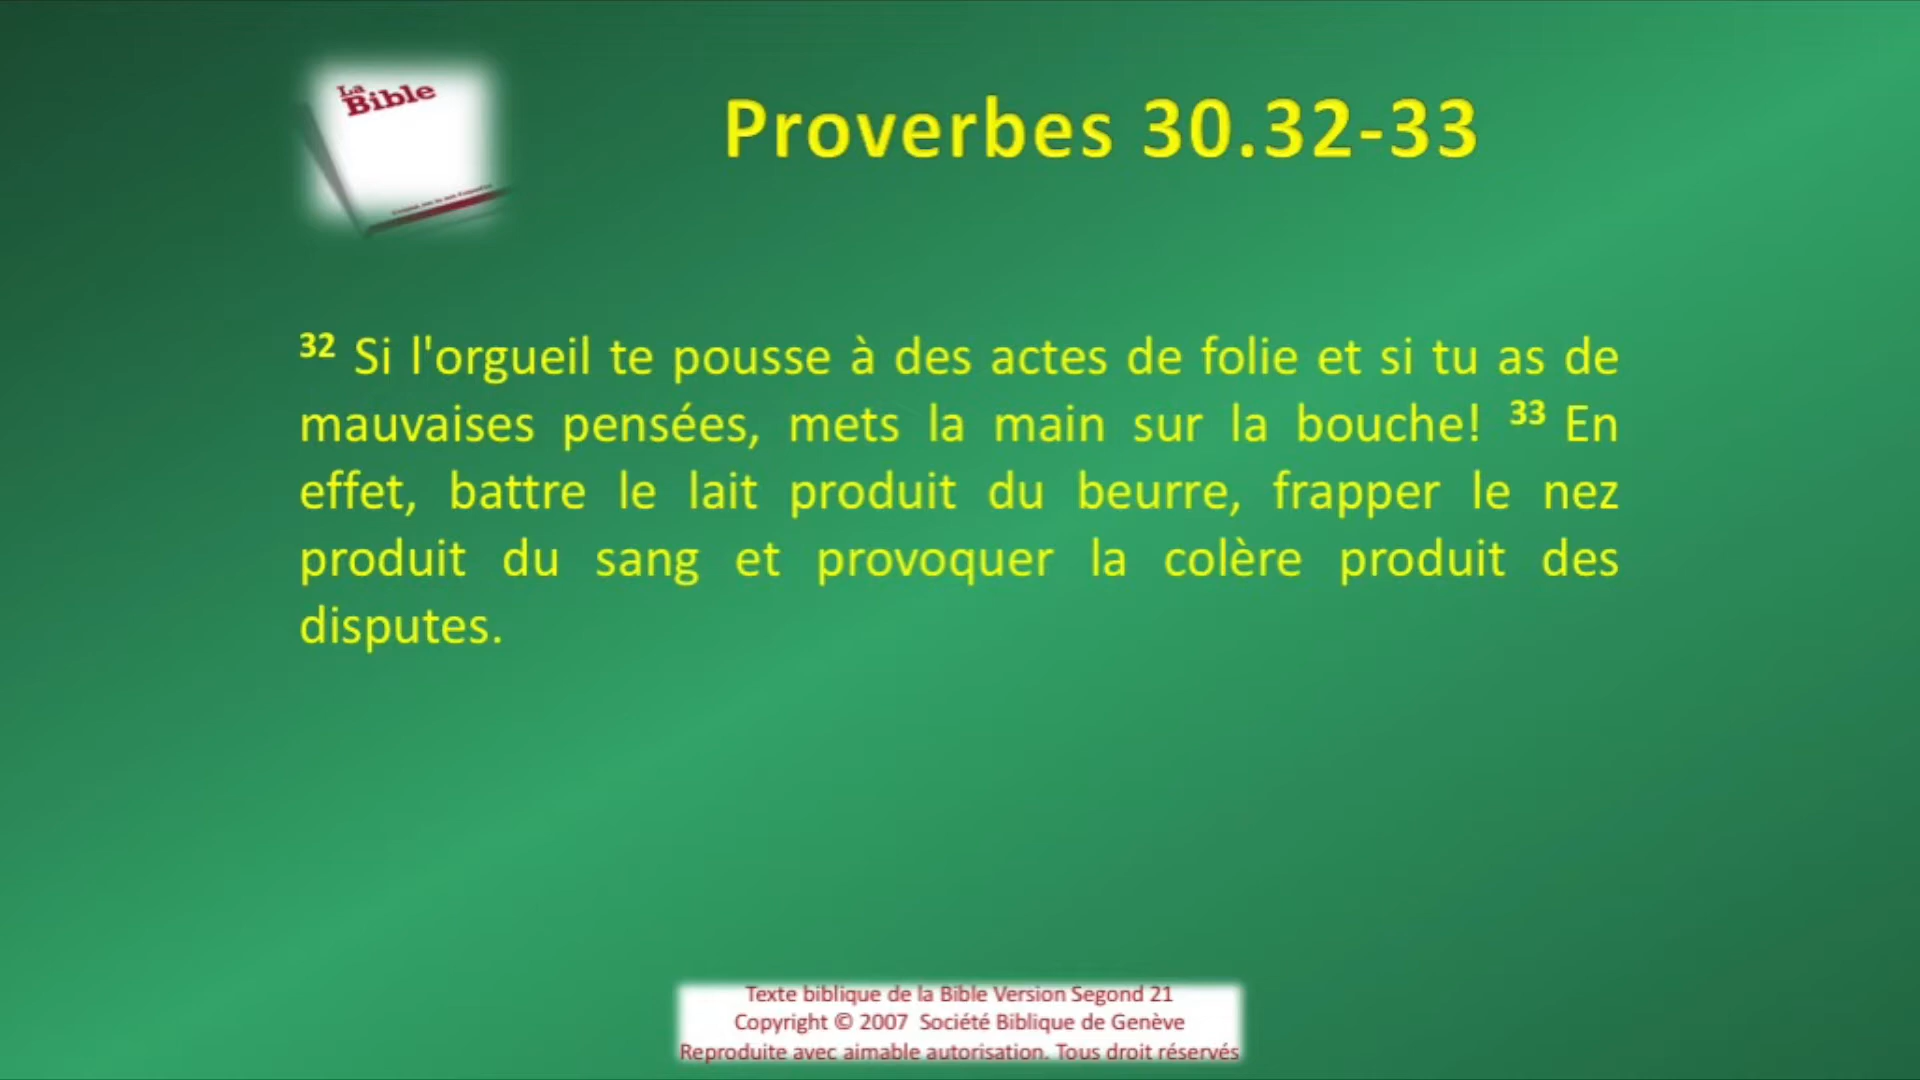 La
Bible
Proverbes 30.32-33
32 Si l'orgueil te pousse à des actes de folie et si tu as de
mauvaises pensées, mets la main sur la bouche! 33 En
effet, battre le lait produit du beurre, frapper le nez
produit du sang et provoquer la colère produit des
disputes.
Texte biblique de la Bible Version Segond 21
Copyright © 2007 Société Biblique de Genève
Reproduite avec aimable autorisation. Tous droit réservés